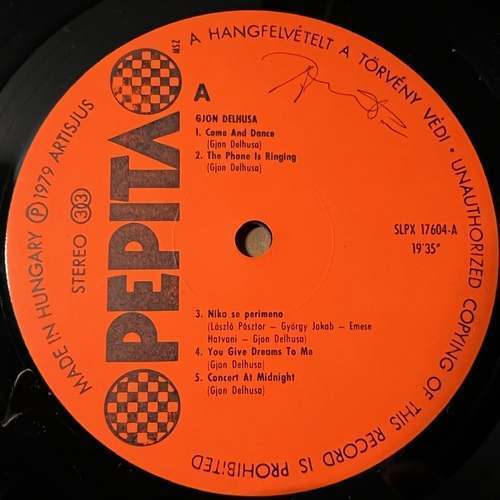 MADE IN HUNGARY Ⓟ 1979 ARTISJUS
A HANGFELVÉTELT A TÖRVÉNY VÉDI • UNAUTHORIZED COPYING OF THIS RECORD IS PROHIBITED
STEREO 33
PEPITA
MSZ
A
GJON DELHUSA
1. Come And Dance
(Gjon Delhusa)
2. The Phone Is Ringing
(Gjon Delhusa)
SLPX 17604-A
19'35"
3. Niko se perimeno
(László Pásztor – György Jakab – Emese
Hatvani – Gjon Delhusa)
4. You Give Dreams To Me
(Gjon Delhusa)
5. Concert At Midnight
(Gjon Delhusa)